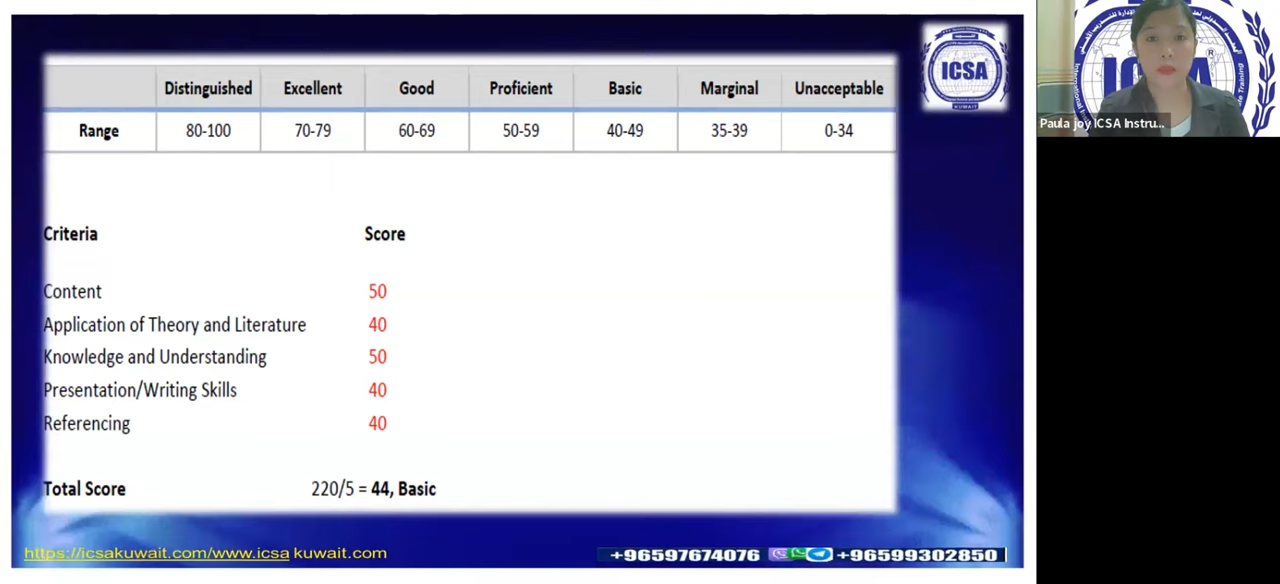 Distinguished Excellent Good Proficient Basic Marginal Unacceptable
Range 80-100 70-79 60-69 50-59 40-49 35-39 0-34
Criteria Score
Content 50
Application of Theory and Literature 40
Knowledge and Understanding 50
Presentation/Writing Skills 40
Referencing 40
Total Score 220/5 = 44, Basic
https://icsakuwait.com/www.icsa kuwait.com
+96597674076 +96599302850
ICSA
KUWAIT
R
Paula joy ICSA Instru...